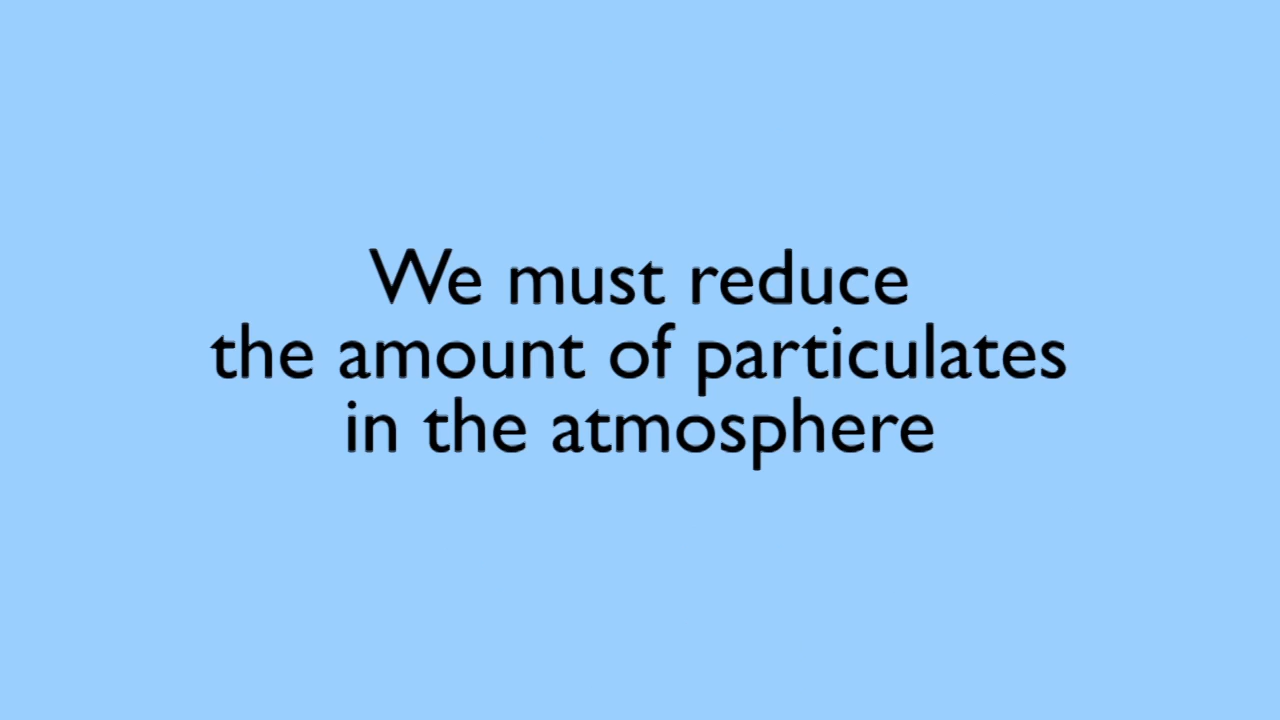 We must reduce
the amount of particulates
in the atmosphere